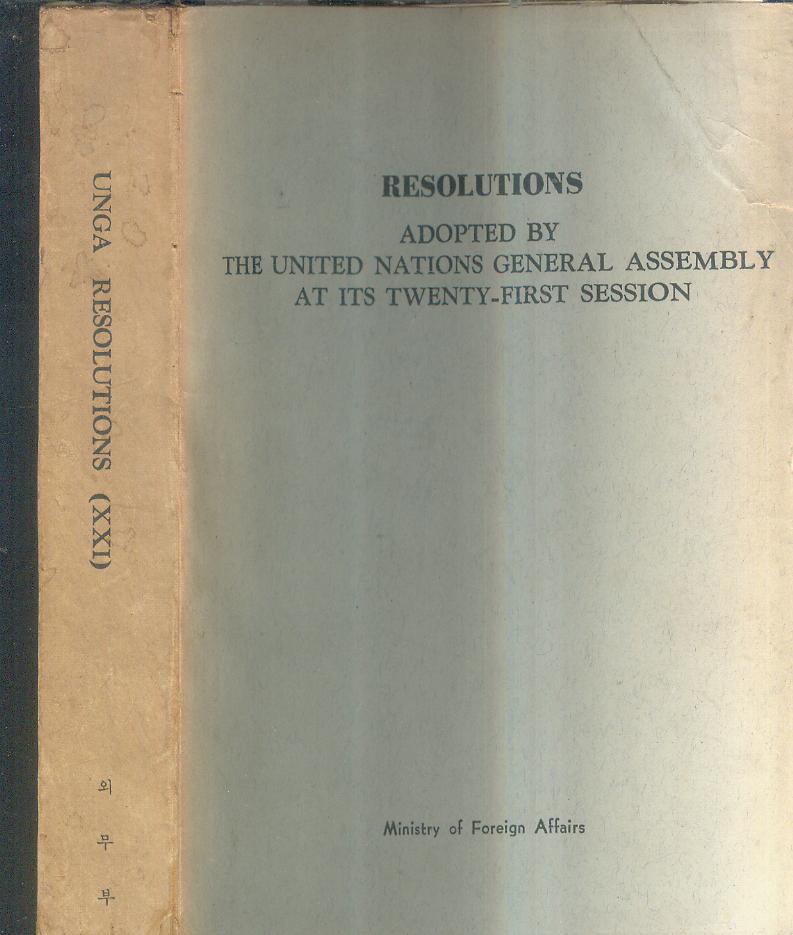 UNGA RESOLUTIONS (XXI)
외무부
RESOLUTIONS
ADOPTED BY
THE UNITED NATIONS GENERAL ASSEMBLY
AT ITS TWENTY-FIRST SESSION
Ministry of Foreign Affairs